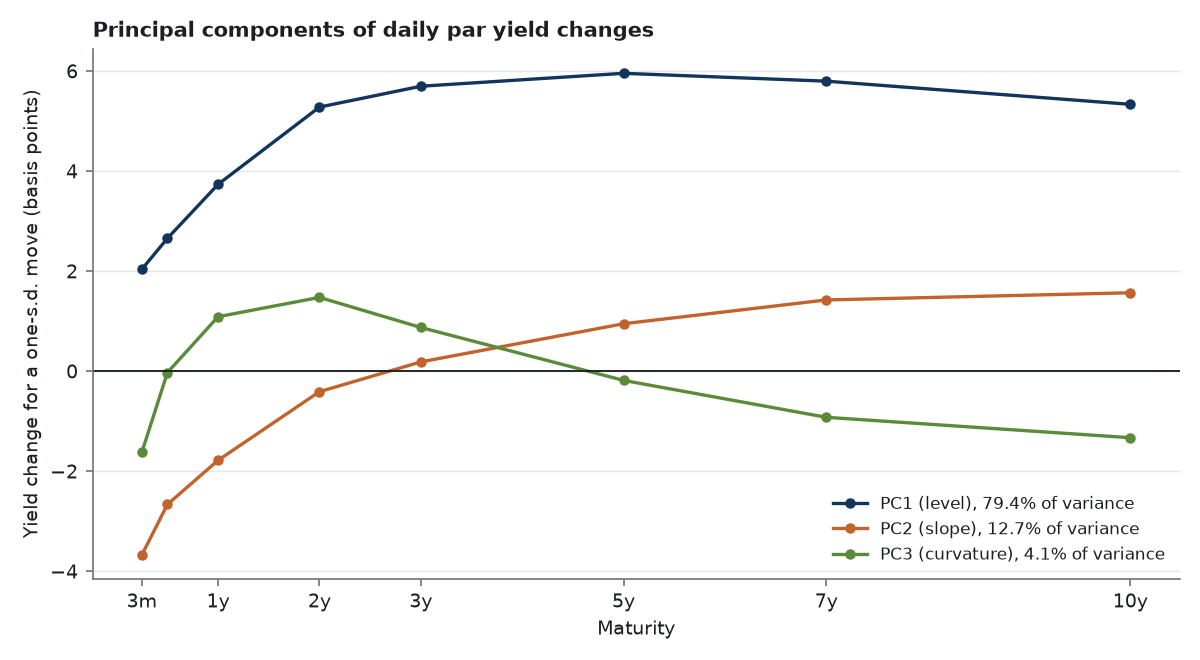 Principal components of daily par yield changes
Yield change for a one-s.d. move (basis points)
6
4
2
0
−2
−4
PC1 (level), 79.4% of variance
PC2 (slope), 12.7% of variance
PC3 (curvature), 4.1% of variance
3m 1y 2y 3y 5y 7y 10y
Maturity